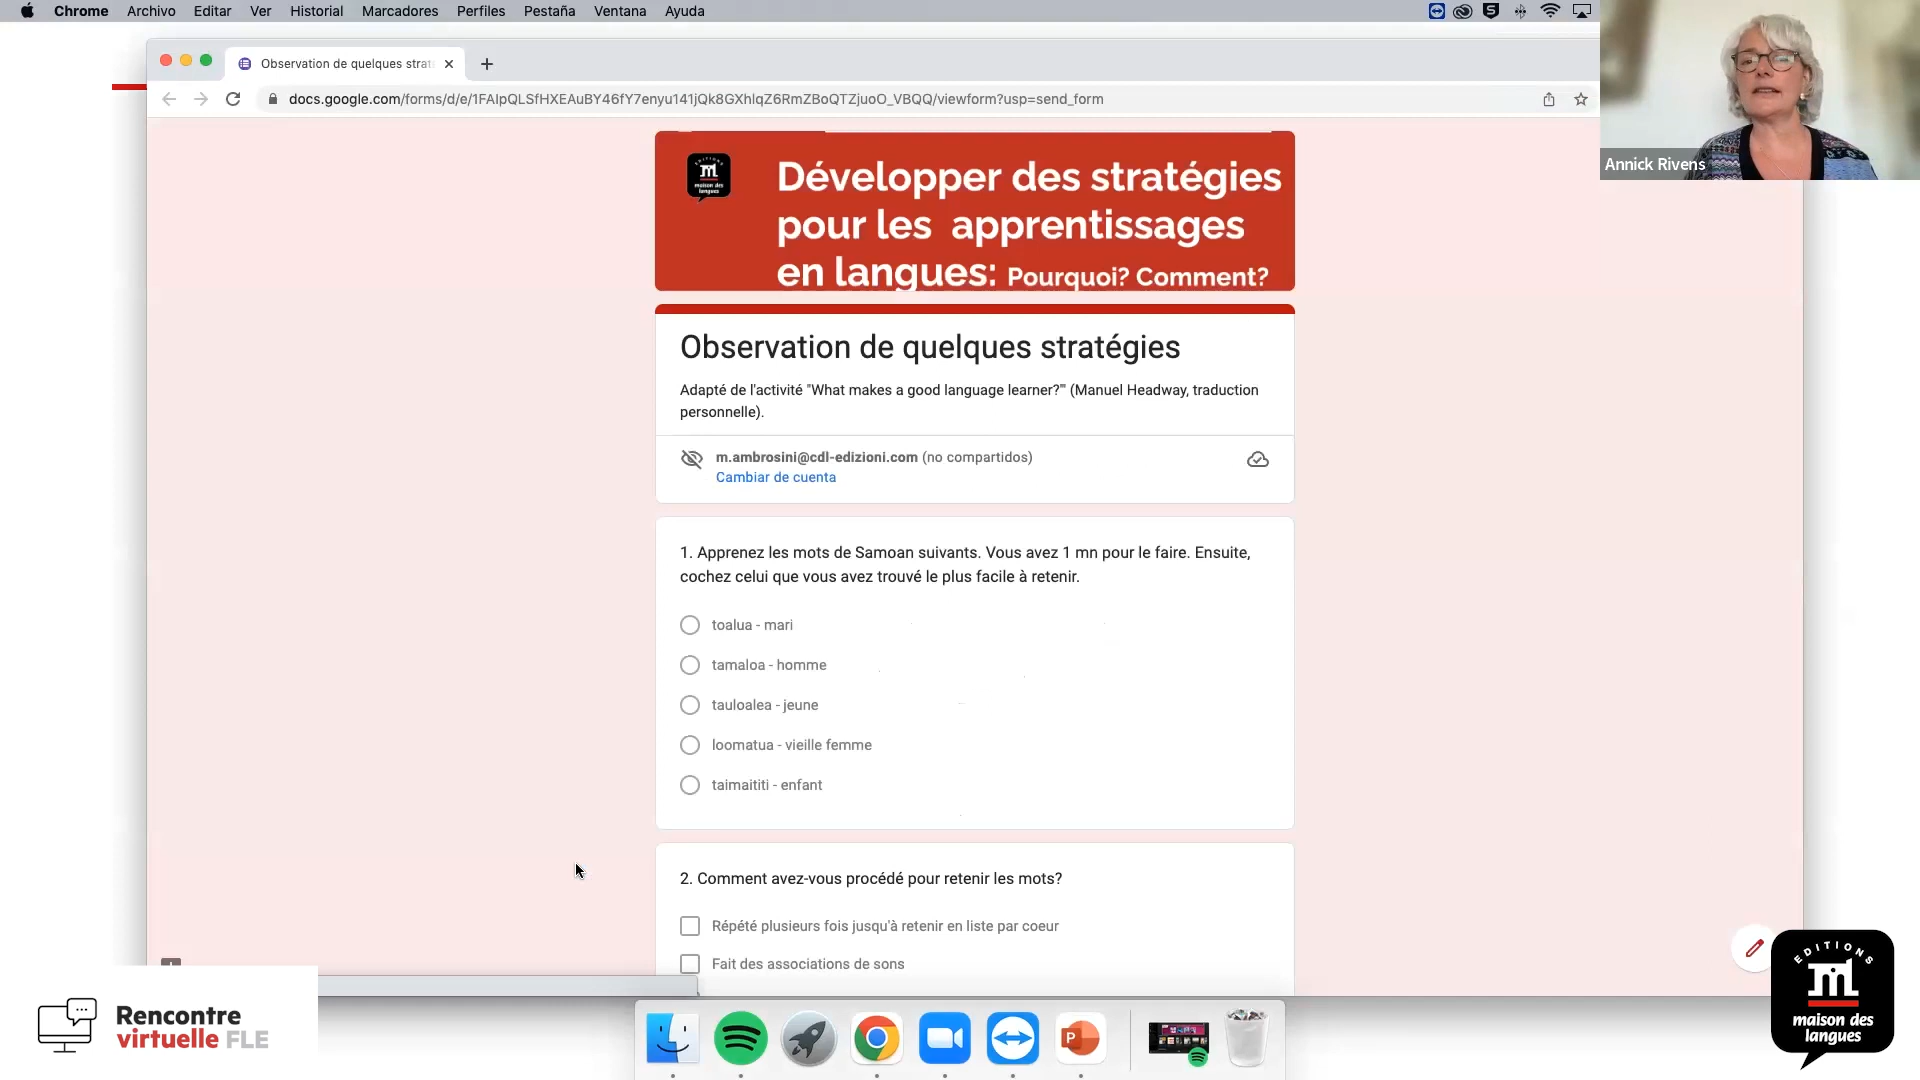 Chrome Archivo Editar Ver Historial Marcadores Perfiles Pestaña Ventana Ayuda
Observation de quelques strat
docs.google.com/forms/d/e/1FAIpQLSfHXEAuBY46fY7enyu141jQk8GXhlqZ6RmZBoQTZjuoO_VBQQ/viewform?usp=send_form
Annick Rivens
EDITIONS
maison des
langues
Développer des stratégies
pour les apprentissages
en langues: Pourquoi? Comment?
Observation de quelques stratégies
Adapté de l'activité "What makes a good language learner?'" (Manuel Headway, traduction
personnelle).
m.ambrosini@cdl-edizioni.com (no compartidos)
Cambiar de cuenta
1. Apprenez les mots de Samoan suivants. Vous avez 1 mn pour le faire. Ensuite,
cochez celui que vous avez trouvé le plus facile à retenir.
toalua - mari
tamaloa - homme
tauloalea - jeune
loomatua - vieille femme
taimaititi - enfant
2. Comment avez-vous procédé pour retenir les mots?
Répété plusieurs fois jusqu'à retenir en liste par coeur
Fait des associations de sons
Rencontre
virtuelle FLE
EDITIONS
maison des
langues